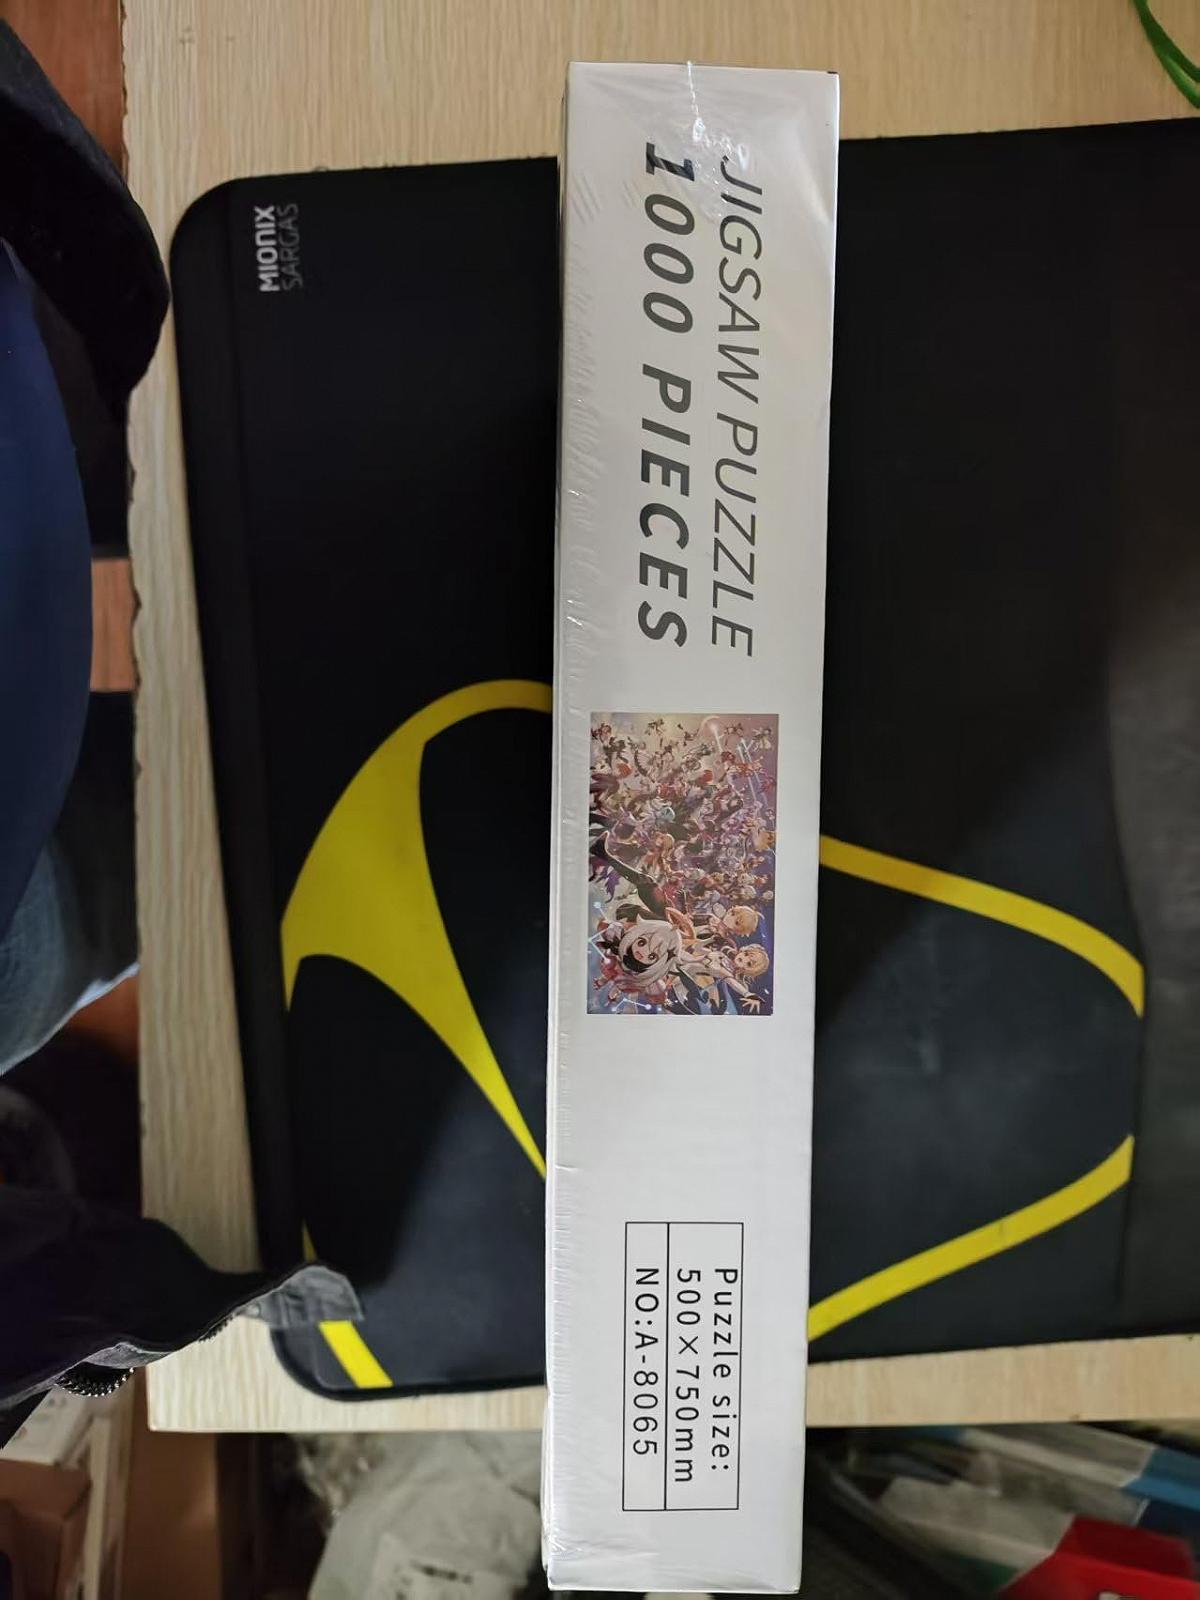 MIONIX
SARGAS
JIGSAW PUZZLE
1000 PIECES
Puzzle size:
500×750mm
NO:A-8065